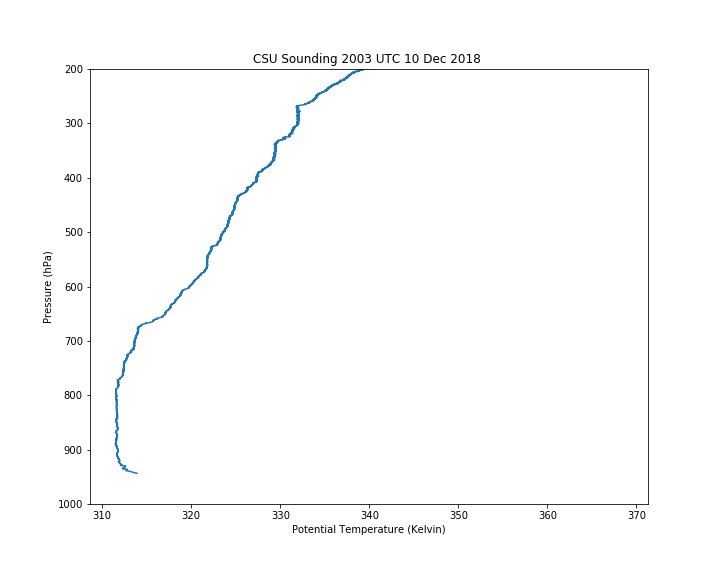 CSU Sounding 2003 UTC 10 Dec 2018
200
300
400
500
600
700
800
900
1000
Pressure (hPa)
310 320 330 340 350 360 370
Potential Temperature (Kelvin)